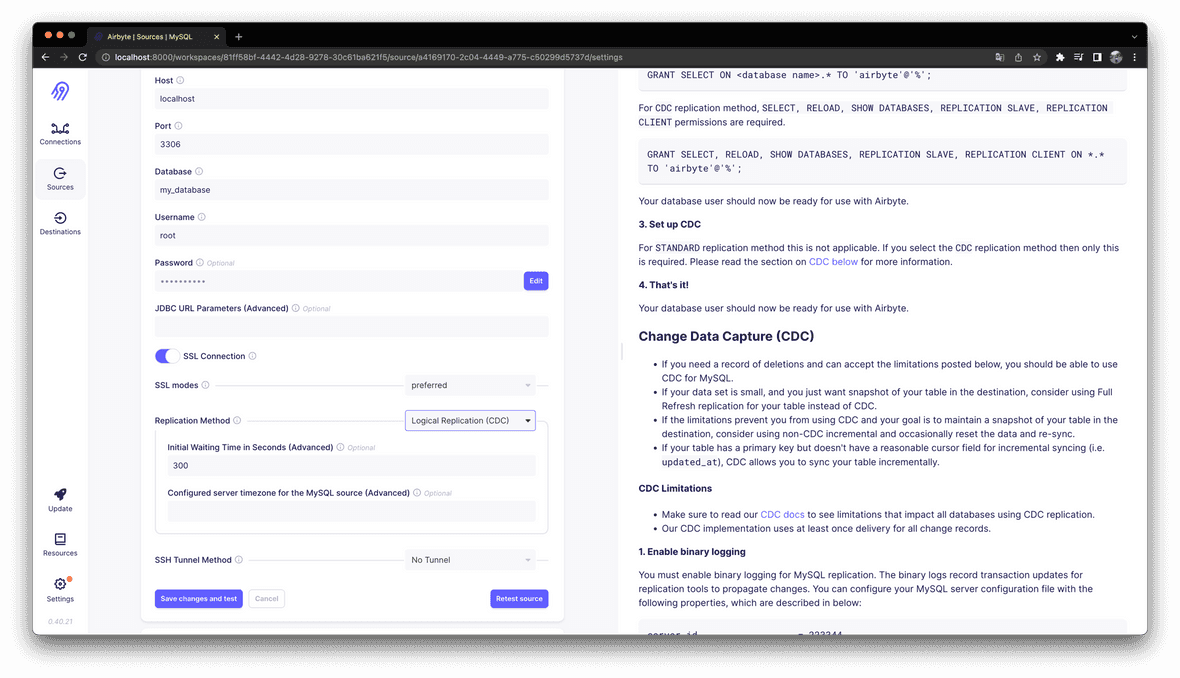 Airbyte | Sources | MySQL
localhost:8000/workspaces/81ff58bf-4442-4d28-9278-30c61ba621f5/source/a4169170-2c04-4449-a775-c50299d5737d/settings
Connections
Sources
Destinations
Update
Resources
Settings
0.40.21
Host
localhost
Port
3306
Database
my_database
Username
root
Password Optional
Edit
JDBC URL Parameters (Advanced) Optional
SSL Connection
SSL modes preferred
Replication Method Logical Replication (CDC)
Initial Waiting Time in Seconds (Advanced) Optional
300
Configured server timezone for the MySQL source (Advanced) Optional
SSH Tunnel Method No Tunnel
Save changes and test Cancel Retest source
GRANT SELECT ON <database name>.* TO 'airbyte'@'%';
For CDC replication method, SELECT, RELOAD, SHOW DATABASES, REPLICATION SLAVE, REPLICATION
CLIENT permissions are required.
GRANT SELECT, RELOAD, SHOW DATABASES, REPLICATION SLAVE, REPLICATION CLIENT ON *.*
TO 'airbyte'@'%';
Your database user should now be ready for use with Airbyte.
3. Set up CDC
For STANDARD replication method this is not applicable. If you select the CDC replication method then only this
is required. Please read the section on CDC below for more information.
4. That's it!
Your database user should now be ready for use with Airbyte.
Change Data Capture (CDC)
• If you need a record of deletions and can accept the limitations posted below, you should be able to use
CDC for MySQL.
• If your data set is small, and you just want snapshot of your table in the destination, consider using Full
Refresh replication for your table instead of CDC.
• If the limitations prevent you from using CDC and your goal is to maintain a snapshot of your table in the
destination, consider using non-CDC incremental and occasionally reset the data and re-sync.
• If your table has a primary key but doesn't have a reasonable cursor field for incremental syncing (i.e.
updated_at), CDC allows you to sync your table incrementally.
CDC Limitations
• Make sure to read our CDC docs to see limitations that impact all databases using CDC replication.
• Our CDC implementation uses at least once delivery for all change records.
1. Enable binary logging
You must enable binary logging for MySQL replication. The binary logs record transaction updates for
replication tools to propagate changes. You can configure your MySQL server configuration file with the
following properties, which are described in below: